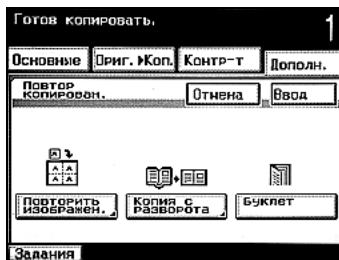 Готов копировать.
1
Основные Ориг.►Коп. Контр-т Дополн.
Повтор
копирован.
Отмена Ввод
A
A A
A A
Повторить
изображен.
Копия с
разворота
Буклет
Задания